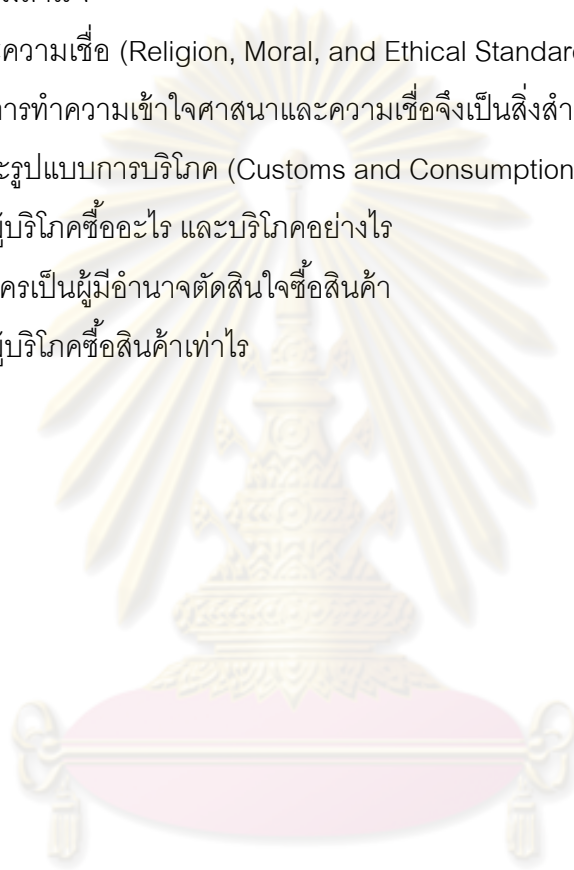 ความเชื่อ (Religion, Moral, and Ethical Standard
การทำความเข้าใจศาสนาและความเชื่อจึงเป็นสิ่งสำ
ะรูปแบบการบริโภค (Customs and Consumption
ผู้บริโภคซื้ออะไร และบริโภคอย่างไร
ใครเป็นผู้มีอำนาจตัดสินใจซื้อสินค้า
ผู้บริโภคซื้อสินค้าเท่าไร